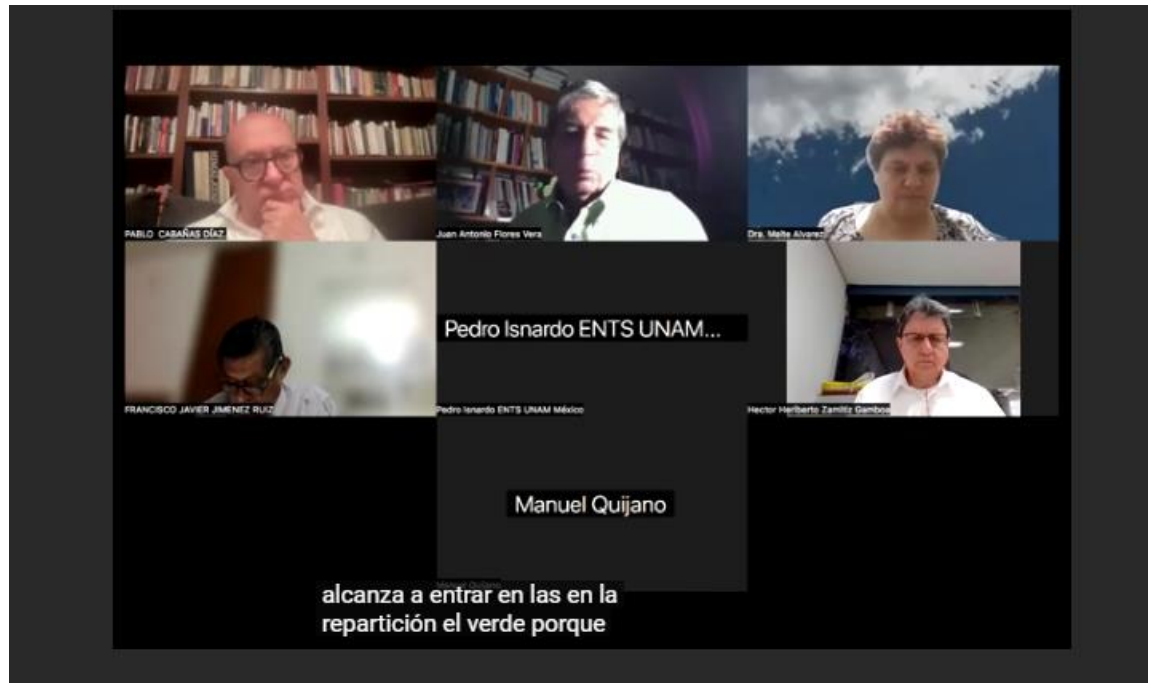 PABLO CABAÑAS DÍAZ
Juan Antonio Flores Vera
Dra. Maite Alvarez
FRANCISCO JAVIER JIMENEZ RUIZ
Pedro Isnardo ENTS UNAM...
Pedro Isnardo ENTS UNAM México
Hector Heriberto Zamitiz Gamboa
Manuel Quijano
Manuel Quijano
alcanza a entrar en las en la
repartición el verde porque